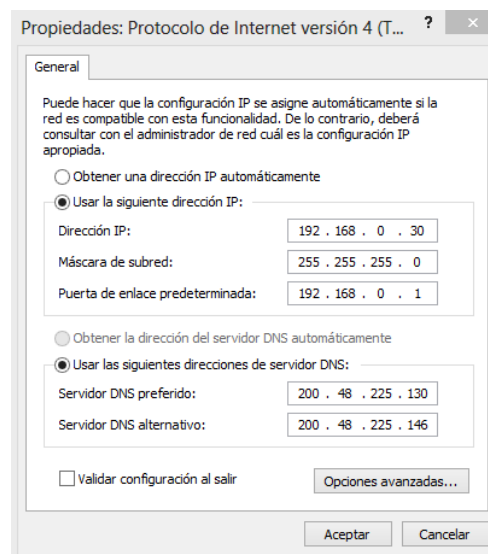 Propiedades: Protocolo de Internet versión 4 (T... ? ×
General
Puede hacer que la configuración IP se asigne automáticamente si la
red es compatible con esta funcionalidad. De lo contrario, deberá
consultar con el administrador de red cuál es la configuración IP
apropiada.
Obtener una dirección IP automáticamente
Usar la siguiente dirección IP:
Dirección IP: 192 . 168 . 0 . 30
Máscara de subred: 255 . 255 . 255 . 0
Puerta de enlace predeterminada: 192 . 168 . 0 . 1
Obtener la dirección del servidor DNS automáticamente
Usar las siguientes direcciones de servidor DNS:
Servidor DNS preferido: 200 . 48 . 225 . 130
Servidor DNS alternativo: 200 . 48 . 225 . 146
Validar configuración al salir Opciones avanzadas...
Aceptar Cancelar